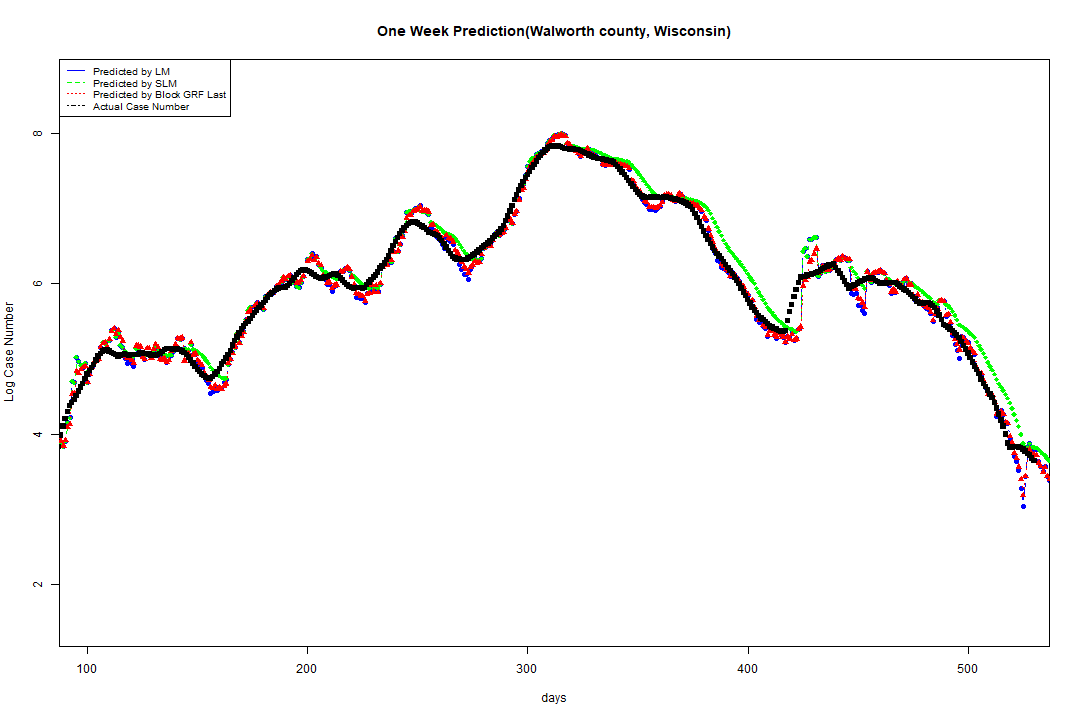 One Week Prediction(Walworth county, Wisconsin)
Predicted by LM
Predicted by SLM
Predicted by Block GRF Last
Actual Case Number
8
6
4
2
Log Case Number
100 200 300 400 500
days